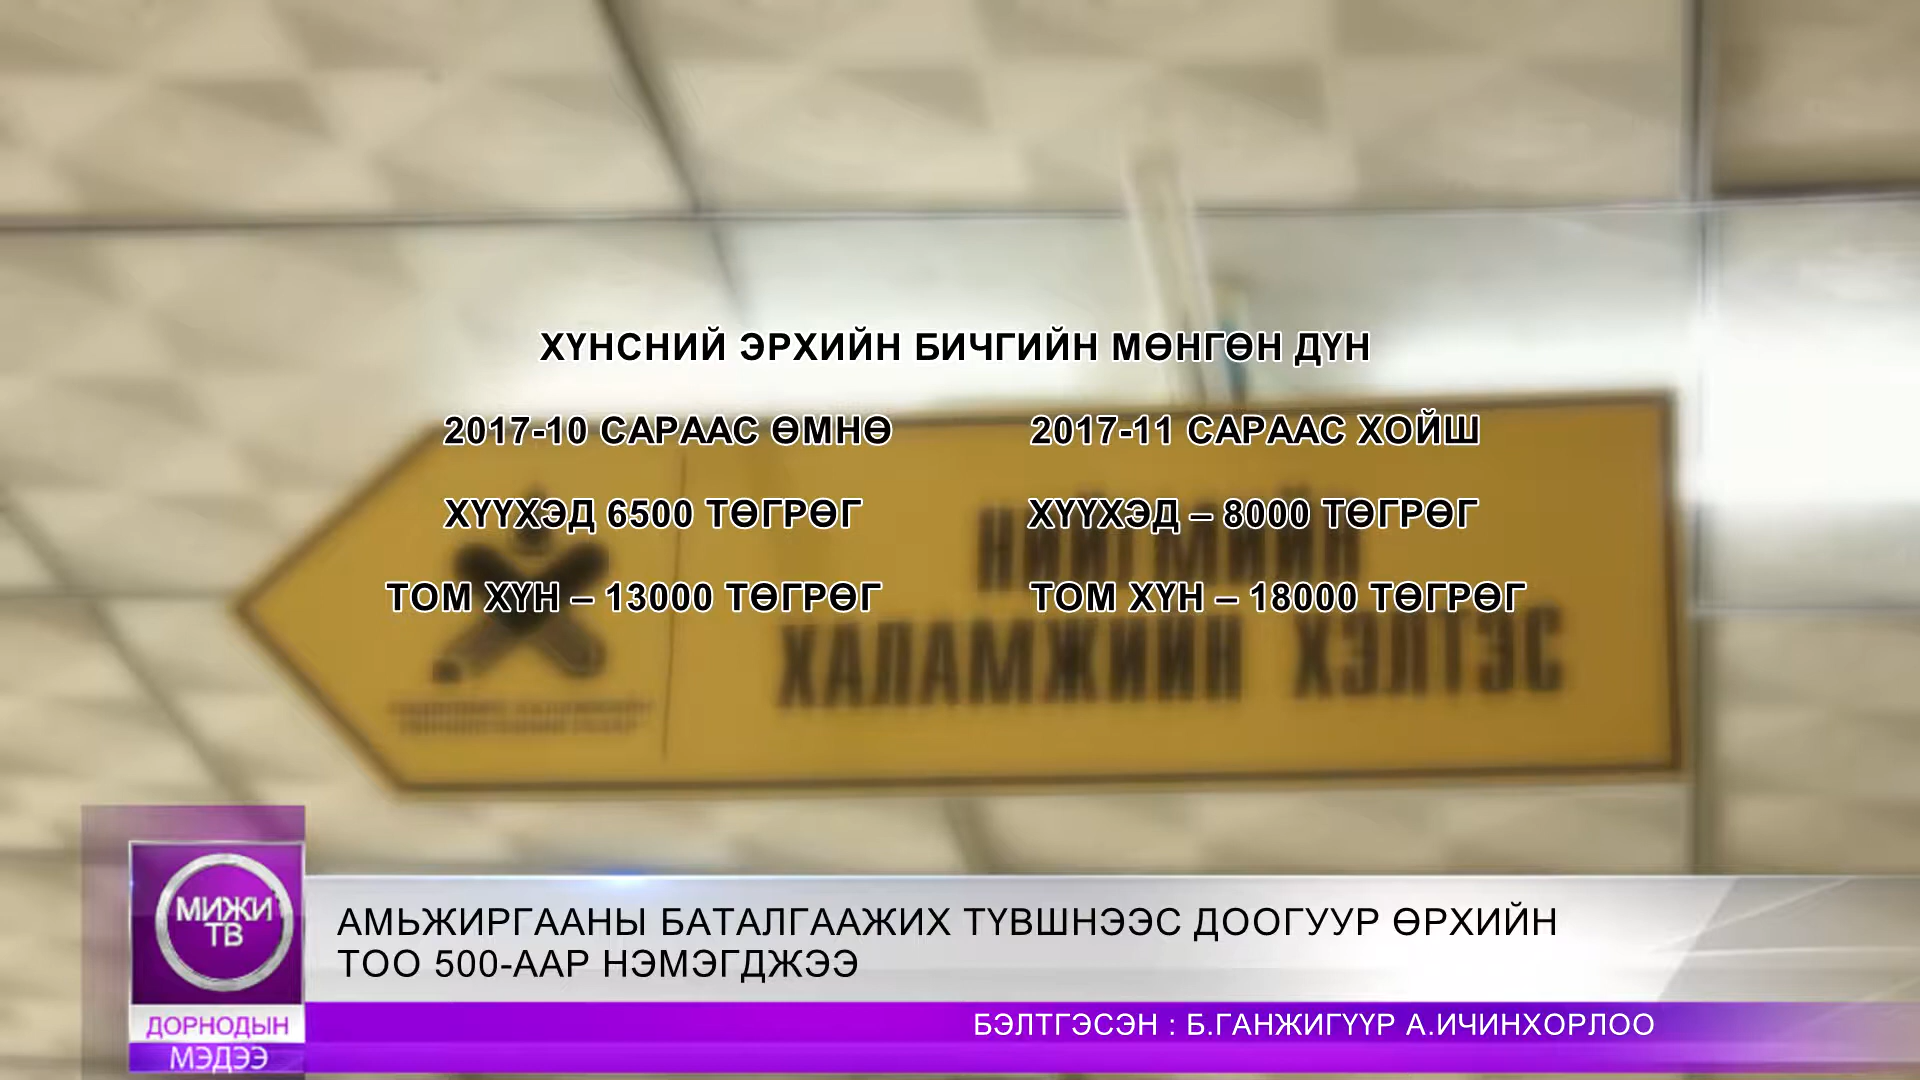 ХҮНСНИЙ ЭРХИЙН БИЧГИЙН МӨНГӨН ДҮН
2017-10 САРААС ӨМНӨ
2017-11 САРААС ХОЙШ
ХҮҮХЭД 6500 ТӨГРӨГ
ХҮҮХЭД – 8000 ТӨГРӨГ
ТОМ ХҮН – 13000 ТӨГРӨГ
ТОМ ХҮН – 18000 ТӨГРӨГ
НИЙГМИЙН
ХАЛАМЖИЙН ХЭЛТЭС
МИЖИ
ТВ
ДОРНОДЫН
МЭДЭЭ
АМЬЖИРГААНЫ БАТАЛГААЖИХ ТҮВШНЭЭС ДООГУУР ӨРХИЙН
ТОО 500-ААР НЭМЭГДЖЭЭ
БЭЛТГЭСЭН : Б.ГАНЖИГҮҮР А.ИЧИНХОРЛОО